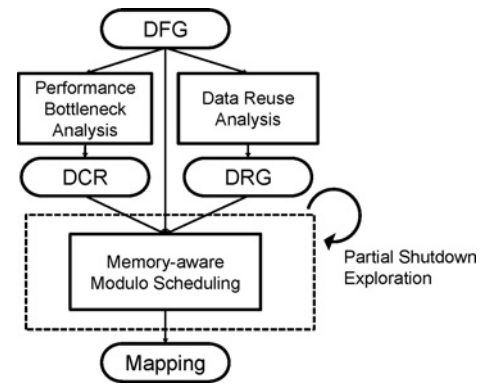 DFG
Performance
Bottleneck
Analysis
Data Reuse
Analysis
DCR
DRG
Memory-aware
Modulo Scheduling
Partial Shutdown
Exploration
Mapping